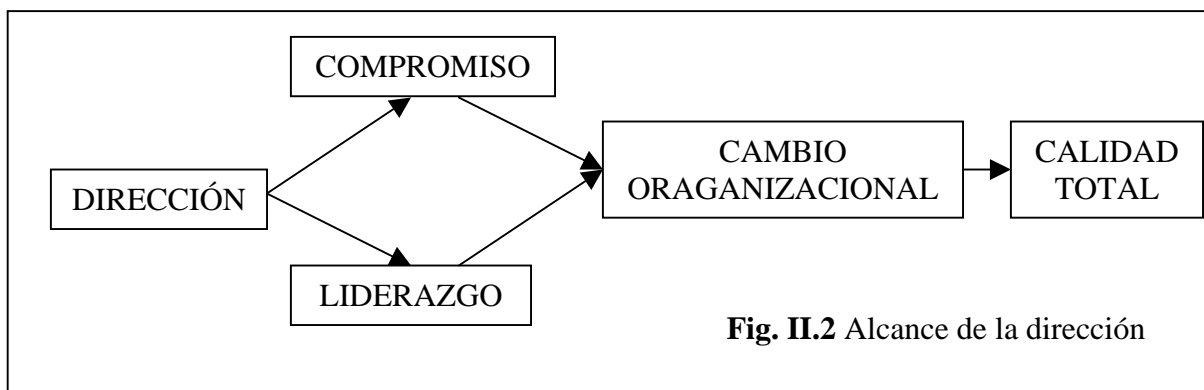 COMPROMISO
DIRECCIÓN
LIDERAZGO
CAMBIO
ORAGANIZACIONAL
CALIDAD
TOTAL
Fig. II.2 Alcance de la dirección